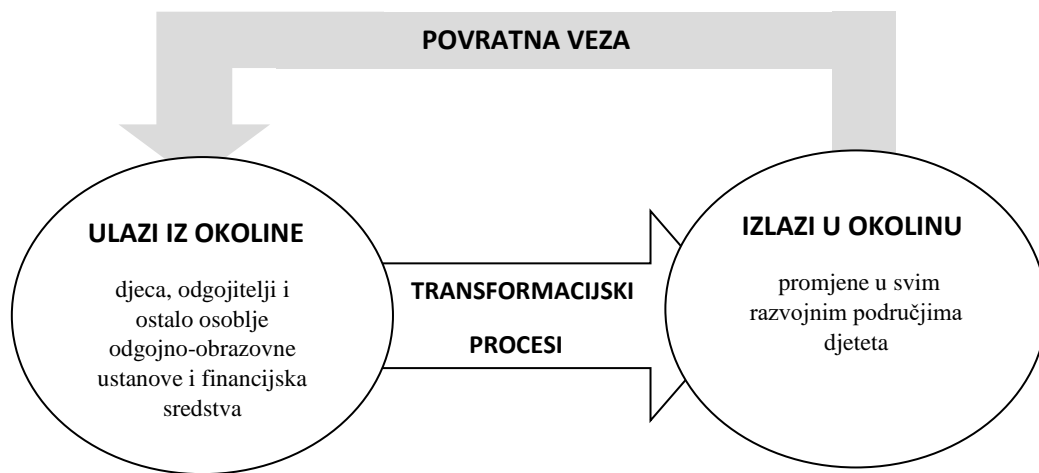 POVRATNA VEZA
ULAZI IZ OKOLINE
djeca, odgojitelji i
ostalo osoblje
odgojno-obrazovne
ustanove i financijska
sredstva
TRANSFORMACIJSKI
PROCESI
IZLAZI U OKOLINU
promjene u svim
razvojnim područjima
djeteta